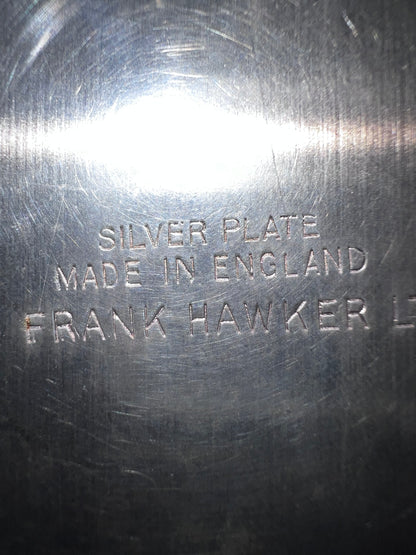 SILVER PLATE
MADE IN ENGLAND
FRANK HAWKER L